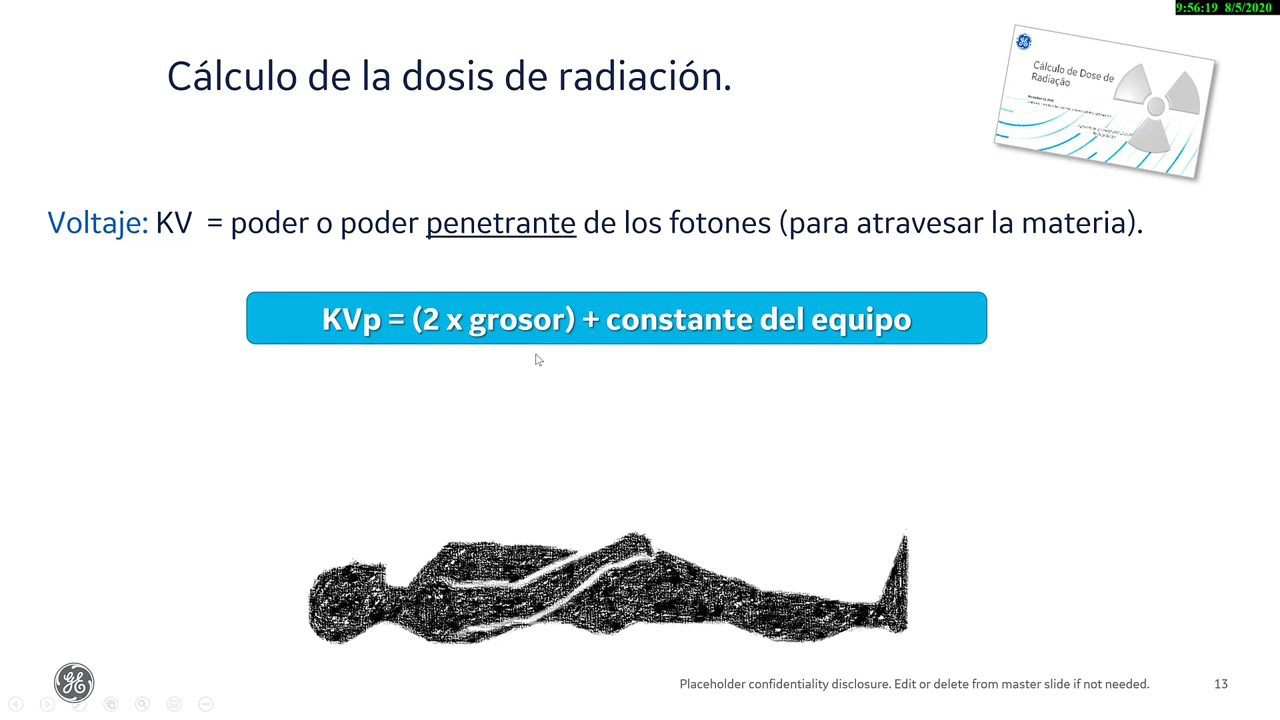 9:56:19 8/5/2020
Cálculo de la dosis de radiación.
Cálculo de Dose de
Radiação
Voltaje: KV = poder o poder penetrante de los fotones (para atravesar la materia).
KVp = (2 x grosor) + constante del equipo
Placeholder confidentiality disclosure. Edit or delete from master slide if not needed.
13